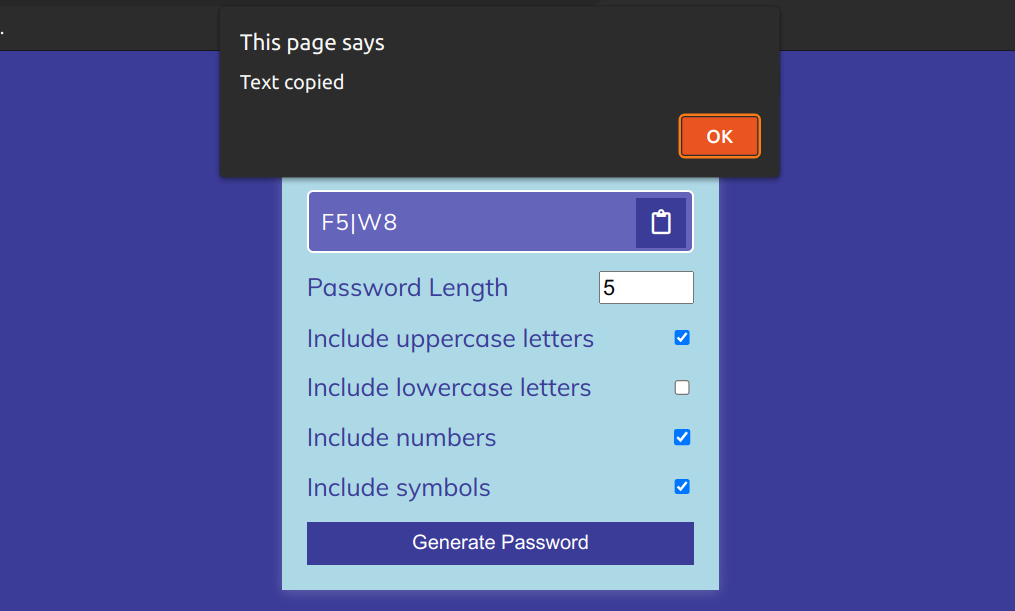 .
This page says
Text copied
OK
F5|W8
Password Length
5
Include uppercase letters
Include lowercase letters
Include numbers
Include symbols
Generate Password